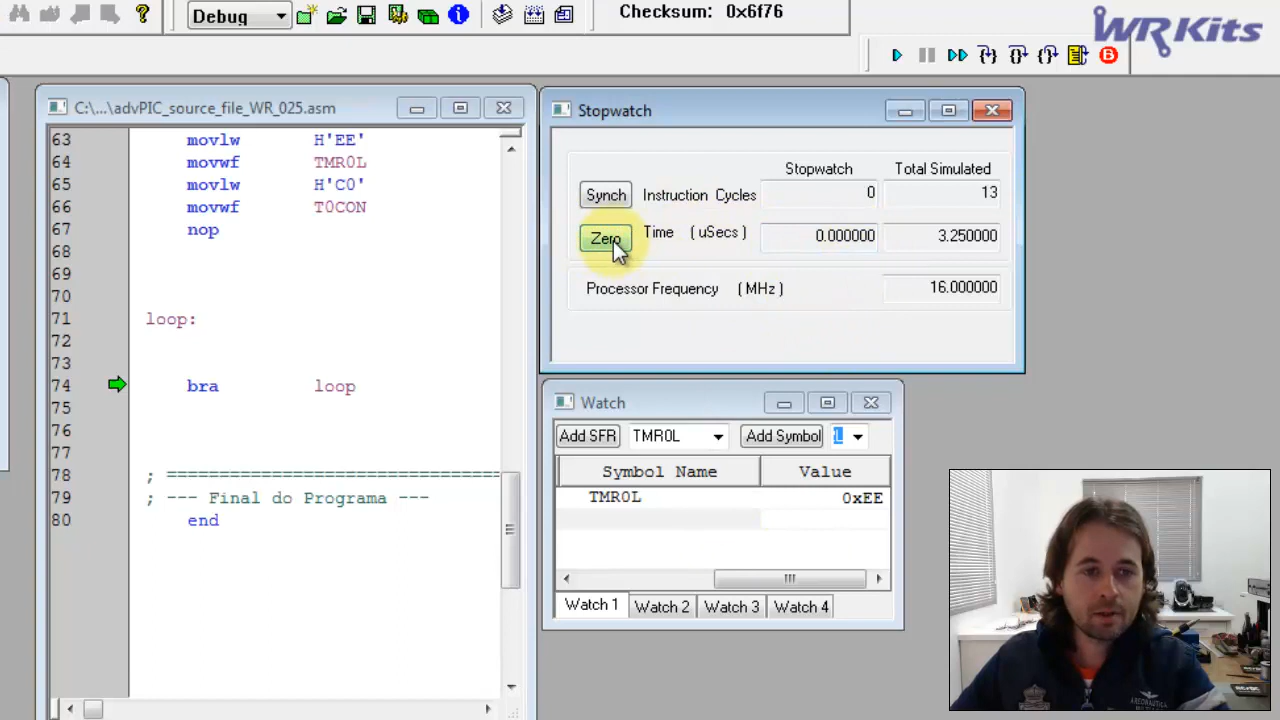 Debug
Checksum: 0x6f76
WR Kits
C:\...\advPIC_source_file_WR_025.asm
63 movlw H'EE'
64 movwf TMR0L
65 movlw H'C0'
66 movwf T0CON
67 nop
68
69
70
71 loop:
72
73
74 bra loop
75
76
77
78 ; ==================================
79 ; --- Final do Programa ---
80 end
Stopwatch
Stopwatch Total Simulated
Synch Instruction Cycles 0 13
Zero Time (uSecs) 0.000000 3.250000
Processor Frequency (MHz) 16.000000
Watch
Add SFR TMR0L Add Symbol
Symbol Name Value
TMR0L 0xEE
Watch 1 Watch 2 Watch 3 Watch 4
AERONAUTICA